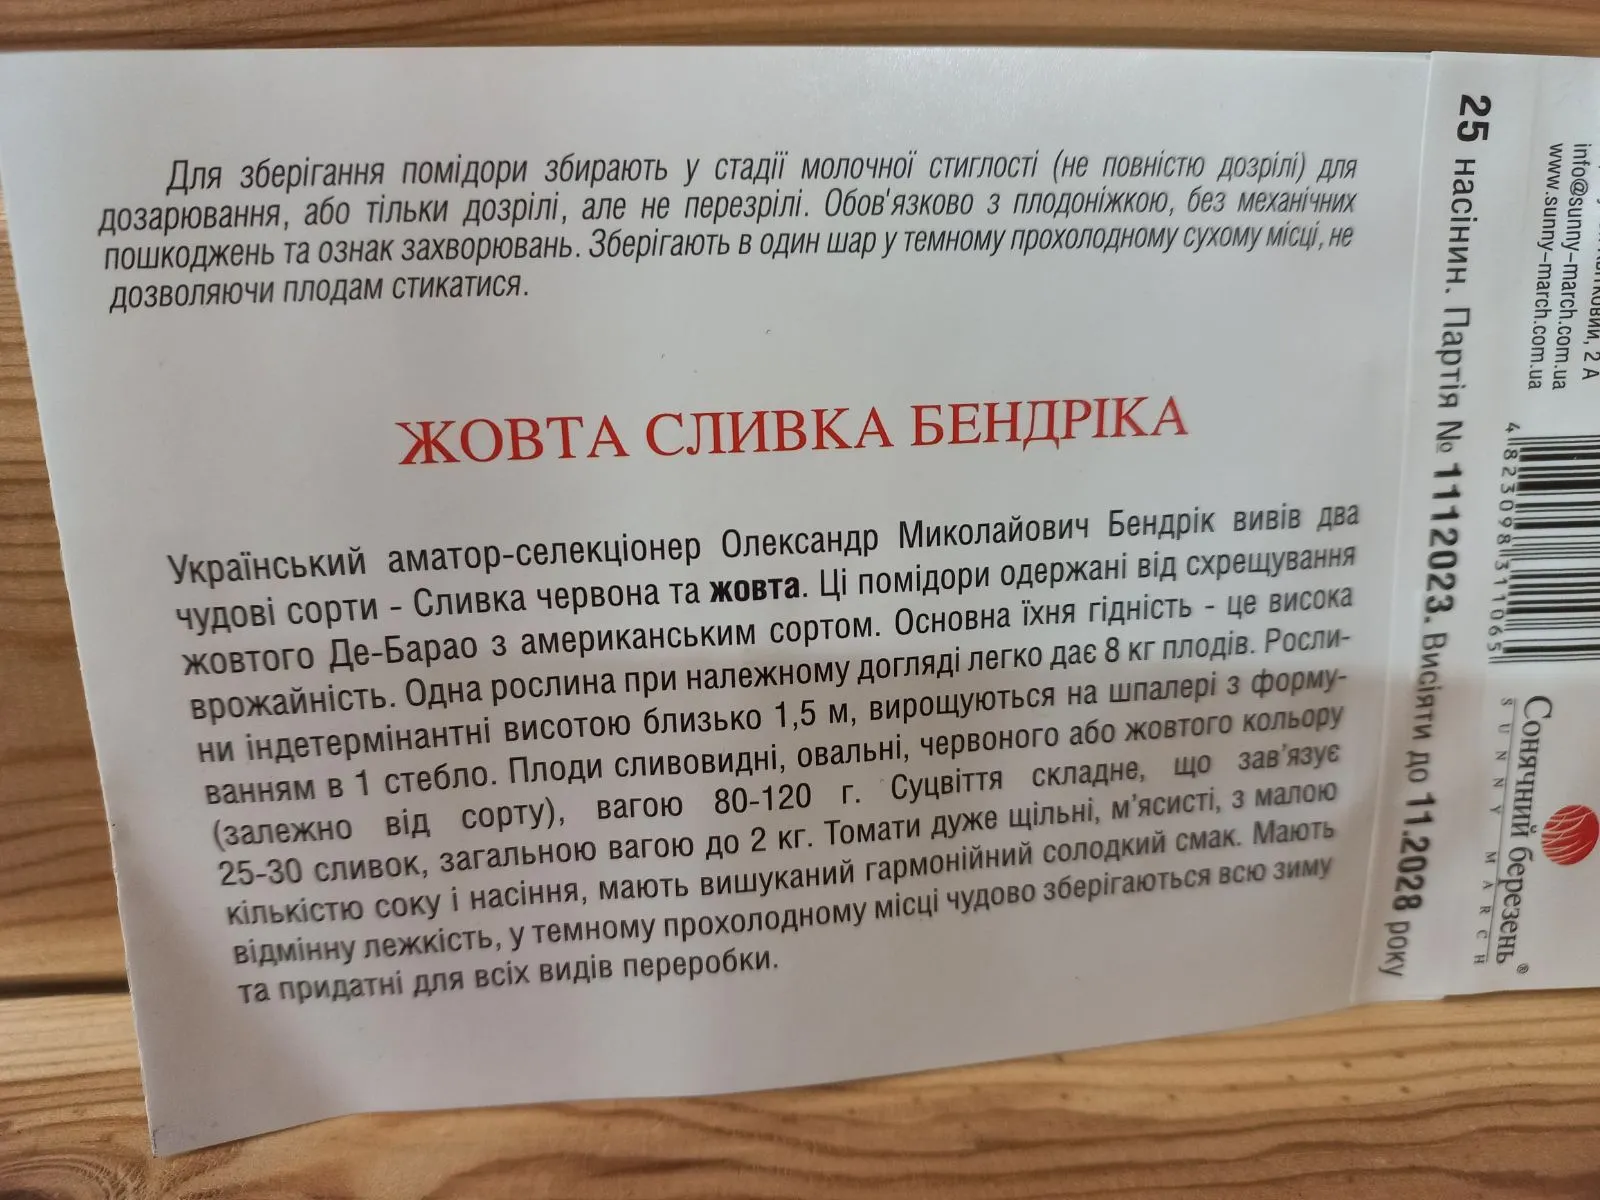 Для зберігання помідори збирають у стадії молочної стиглості (не повністю дозрілі) для
дозарювання, або тільки дозрілі, але не перезрілі. Обов'язково з плодоніжкою, без механічних
пошкоджень та ознак захворювань. Зберігають в один шар у темному прохолодному сухому місці, не
дозволяючи плодам стикатися.
ЖОВТА СЛИВКА БЕНДРІКА
Український аматор-селекціонер Олександр Миколайович Бендрік вивів два
чудові сорти - Сливка червона та жовта. Ці помідори одержані від схрещування
жовтого Де-Барао з американським сортом. Основна їхня гідність - це висока
врожайність. Одна рослина при належному догляді легко дає 8 кг плодів. Росли-
ни індетермінантні висотою близько 1,5 м, вирощуються на шпалері з форму-
ванням в 1 стебло. Плоди сливовидні, овальні, червоного або жовтого кольору
(залежно від сорту), вагою 80-120 г. Суцвіття складне, що зав'язує
25-30 сливок, загальною вагою до 2 кг. Томати дуже щільні, м'ясисті, з малою
кількістю соку і насіння, мають вишуканий гармонійний солодкий смак. Мають
відмінну лежкість, у темному прохолодному місці чудово зберігаються всю зиму
та придатні для всіх видів переробки.
25 насінин. Партія № 1112023. Висіяти до 11.2028 року
2 А
info@sunny-march.com.ua
www.sunny-march.com.ua
4823098311065
Сонячний березень®
SUNNY MARCH